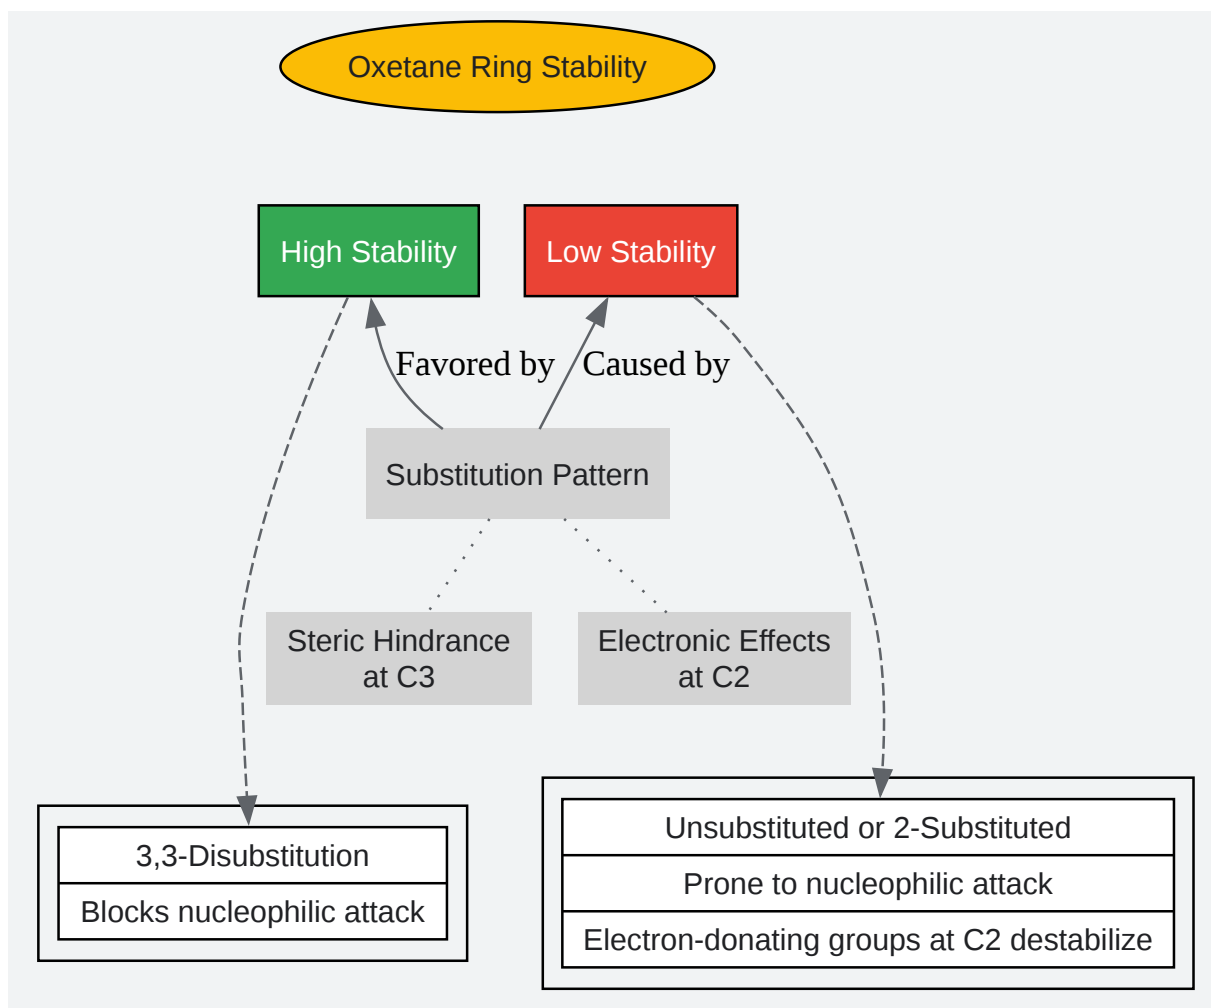 Oxetane Ring Stability
High Stability
Low Stability
Favored by
Caused by
Substitution Pattern
Steric Hindrance
at C3
Electronic Effects
at C2
3,3-Disubstitution
Blocks nucleophilic attack
Unsubstituted or 2-Substituted
Prone to nucleophilic attack
Electron-donating groups at C2 destabilize